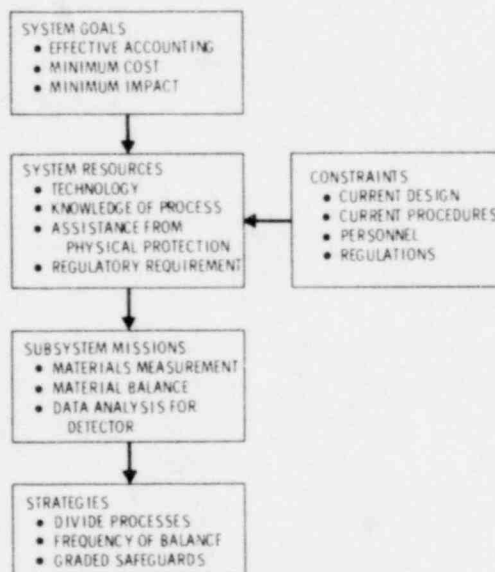 SYSTEM GOALS
• EFFECTIVE ACCOUNTING
• MINIMUM COST
• MINIMUM IMPACT
SYSTEM RESOURCES
• TECHNOLOGY
• KNOWLEDGE OF PROCESS
• ASSISTANCE FROM
PHYSICAL PROTECTION
• REGULATORY REQUIREMENT
CONSTRAINTS
• CURRENT DESIGN
• CURRENT PROCEDURES
• PERSONNEL
• REGULATIONS
SUBSYSTEM MISSIONS
• MATERIALS MEASUREMENT
• MATERIAL BALANCE
• DATA ANALYSIS FOR
DETECTOR
STRATEGIES
• DIVIDE PROCESSES
• FREQUENCY OF BALANCE
• GRADED SAFEGUARDS